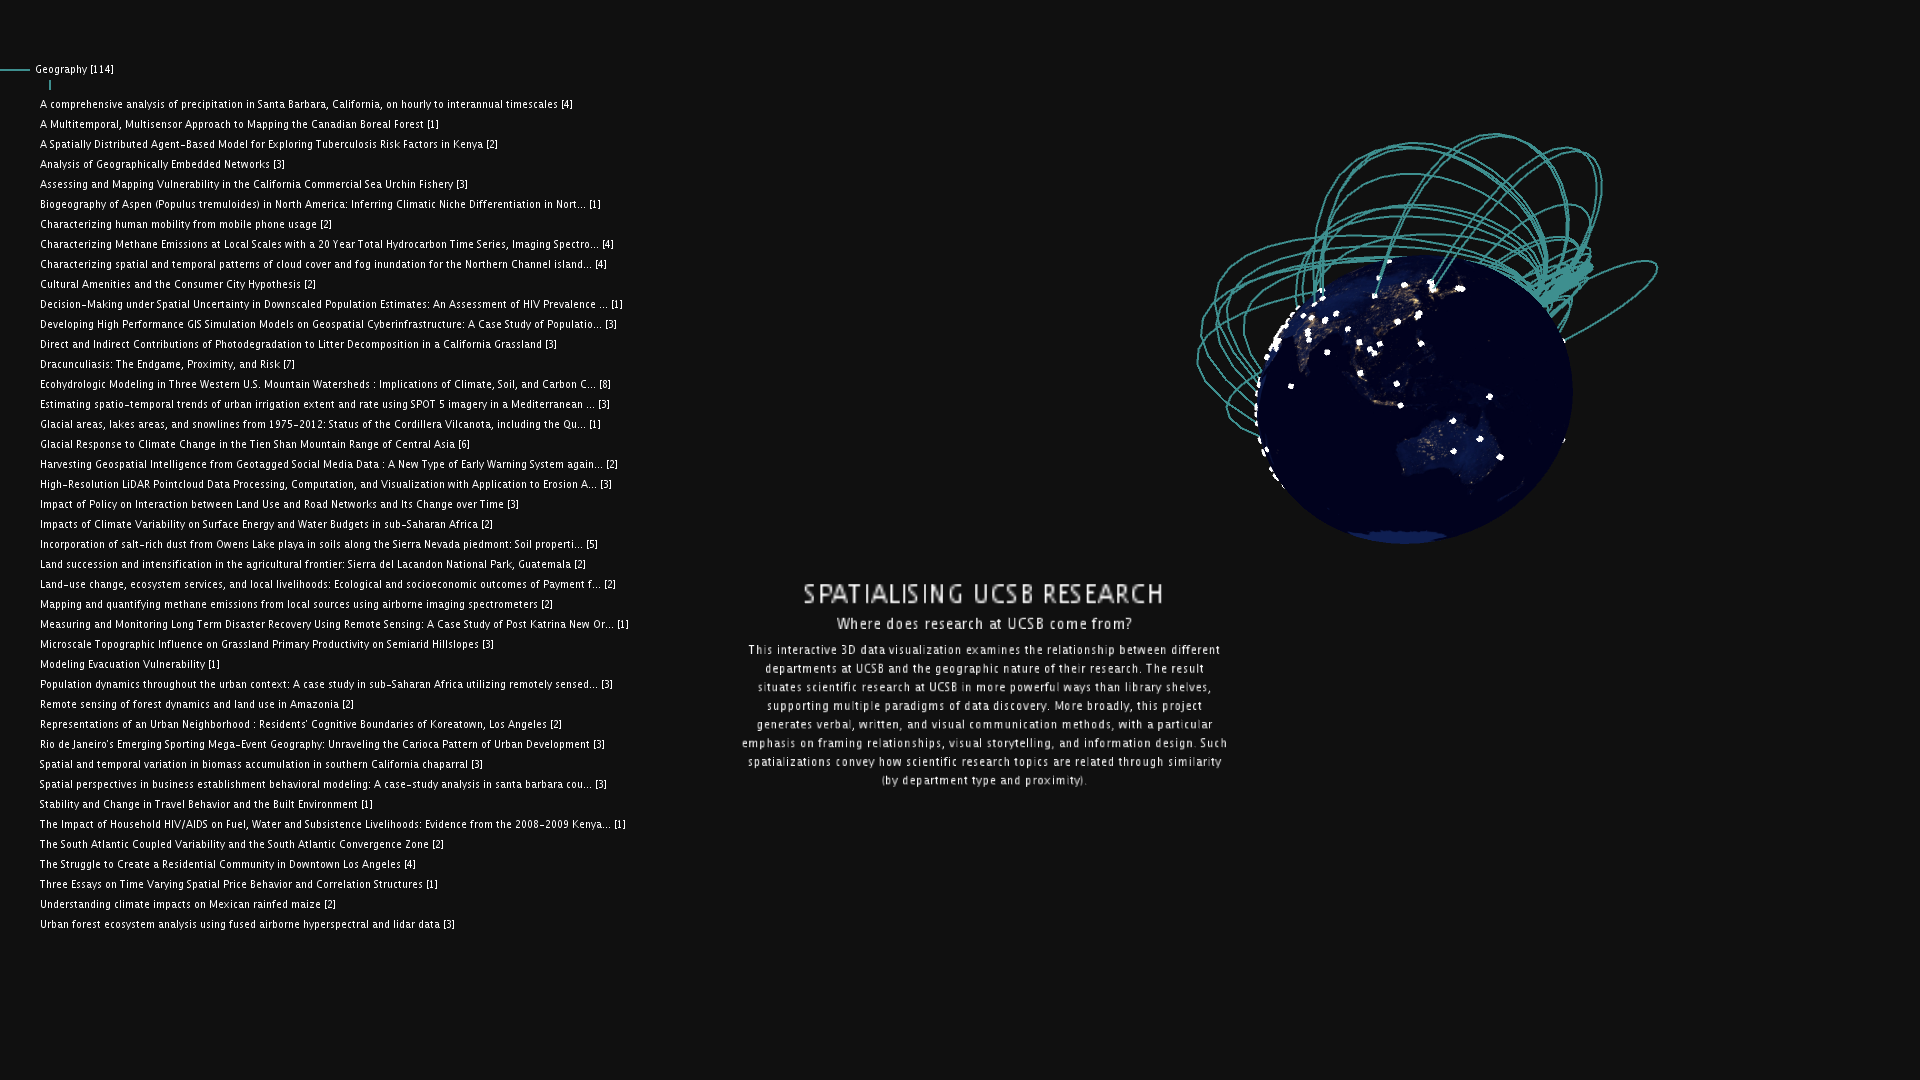 Geography [114]
A comprehensive analysis of precipitation in Santa Barbara, California, on hourly to interannual timescales [4]
A Multitemporal, Multisensor Approach to Mapping the Canadian Boreal Forest [1]
A Spatially Distributed Agent-Based Model for Exploring Tuberculosis Risk Factors in Kenya [2]
Analysis of Geographically Embedded Networks [3]
Assessing and Mapping Vulnerability in the California Commercial Sea Urchin Fishery [3]
Biogeography of Aspen (Populus tremuloides) in North America: Inferring Climatic Niche Differentiation in Nort... [1]
Characterizing human mobility from mobile phone usage [2]
Characterizing Methane Emissions at Local Scales with a 20 Year Total Hydrocarbon Time Series, Imaging Spectro... [4]
Characterizing spatial and temporal patterns of cloud cover and fog inundation for the Northern Channel island... [4]
Cultural Amenities and the Consumer City Hypothesis [2]
Decision-Making under Spatial Uncertainty in Downscaled Population Estimates: An Assessment of HIV Prevalence ... [1]
Developing High Performance GIS Simulation Models on Geospatial Cyberinfrastructure: A Case Study of Populatio... [3]
Direct and Indirect Contributions of Photodegradation to Litter Decomposition in a California Grassland [3]
Dracunculiasis: The Endgame, Proximity, and Risk [7]
Ecohydrologic Modeling in Three Western U.S. Mountain Watersheds : Implications of Climate, Soil, and Carbon C... [8]
Estimating spatio-temporal trends of urban irrigation extent and rate using SPOT 5 imagery in a Mediterranean ... [3]
Glacial areas, lakes areas, and snowlines from 1975-2012: Status of the Cordillera Vilcanota, including the Qu... [1]
Glacial Response to Climate Change in the Tien Shan Mountain Range of Central Asia [6]
Harvesting Geospatial Intelligence from Geotagged Social Media Data : A New Type of Early Warning System again... [2]
High-Resolution LiDAR Pointcloud Data Processing, Computation, and Visualization with Application to Erosion A... [3]
Impact of Policy on Interaction between Land Use and Road Networks and Its Change over Time [3]
Impacts of Climate Variability on Surface Energy and Water Budgets in sub-Saharan Africa [2]
Incorporation of salt-rich dust from Owens Lake playa in soils along the Sierra Nevada piedmont: Soil properti... [5]
Land succession and intensification in the agricultural frontier: Sierra del Lacandon National Park, Guatemala [2]
Land-use change, ecosystem services, and local livelihoods: Ecological and socioeconomic outcomes of Payment f... [2]
Mapping and quantifying methane emissions from local sources using airborne imaging spectrometers [2]
Measuring and Monitoring Long Term Disaster Recovery Using Remote Sensing: A Case Study of Post Katrina New Or... [1]
Microscale Topographic Influence on Grassland Primary Productivity on Semiarid Hillslopes [3]
Modeling Evacuation Vulnerability [1]
Population dynamics throughout the urban context: A case study in sub-Saharan Africa utilizing remotely sensed... [3]
Remote sensing of forest dynamics and land use in Amazonia [2]
Representations of an Urban Neighborhood : Residents' Cognitive Boundaries of Koreatown, Los Angeles [2]
Rio de Janeiro's Emerging Sporting Mega-Event Geography: Unraveling the Carioca Pattern of Urban Development [3]
Spatial and temporal variation in biomass accumulation in southern California chaparral [3]
Spatial perspectives in business establishment behavioral modeling: A case-study analysis in santa barbara cou... [3]
Stability and Change in Travel Behavior and the Built Environment [1]
The Impact of Household HIV/AIDS on Fuel, Water and Subsistence Livelihoods: Evidence from the 2008-2009 Kenya... [1]
The South Atlantic Coupled Variability and the South Atlantic Convergence Zone [2]
The Struggle to Create a Residential Community in Downtown Los Angeles [4]
Three Essays on Time Varying Spatial Price Behavior and Correlation Structures [1]
Understanding climate impacts on Mexican rainfed maize [2]
Urban forest ecosystem analysis using fused airborne hyperspectral and lidar data [3]
SPATIALISING UCSB RESEARCH
Where does research at UCSB come from?
This interactive 3D data visualization examines the relationship between different
departments at UCSB and the geographic nature of their research. The result
situates scientific research at UCSB in more powerful ways than library shelves,
supporting multiple paradigms of data discovery. More broadly, this project
generates verbal, written, and visual communication methods, with a particular
emphasis on framing relationships, visual storytelling, and information design. Such
spatializations convey how scientific research topics are related through similarity
(by department type and proximity).